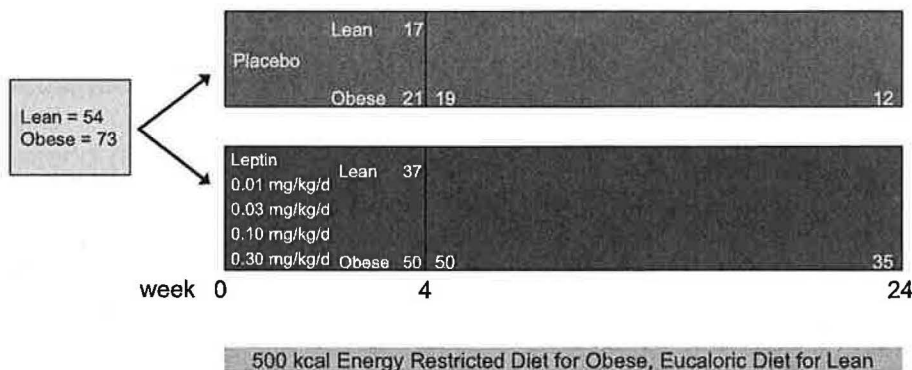 Lean = 54
Obese = 73
Lean 17
Placebo
Obese 21 19 12
Leptin
Lean 37
0.01 mg/kg/d
0.03 mg/kg/d
0.10 mg/kg/d
0.30 mg/kg/d Obese 50 50 35
week 0 4 24
500 kcal Energy Restricted Diet for Obese, Eucaloric Diet for Lean